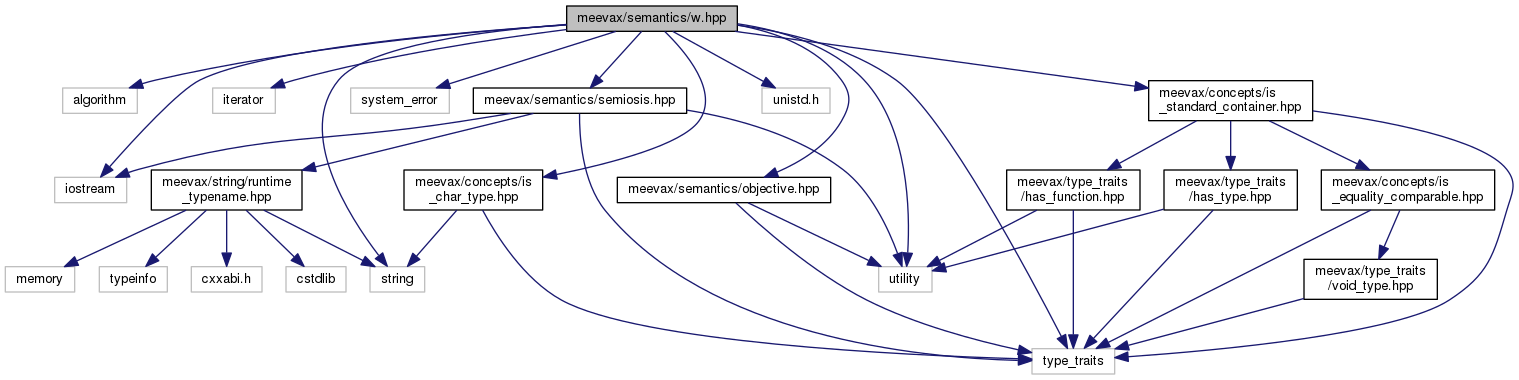 meevax/semantics/w.hpp
algorithm
iterator
system_error
meevax/semantics/semiosis.hpp
unistd.h
meevax/concepts/is
_standard_container.hpp
iostream
meevax/string/runtime
_typename.hpp
meevax/concepts/is
_char_type.hpp
meevax/semantics/objective.hpp
meevax/type_traits
/has_function.hpp
meevax/type_traits
/has_type.hpp
meevax/concepts/is
_equality_comparable.hpp
memory
typeinfo
cxxabi.h
cstdlib
string
utility
meevax/type_traits
/void_type.hpp
type_traits